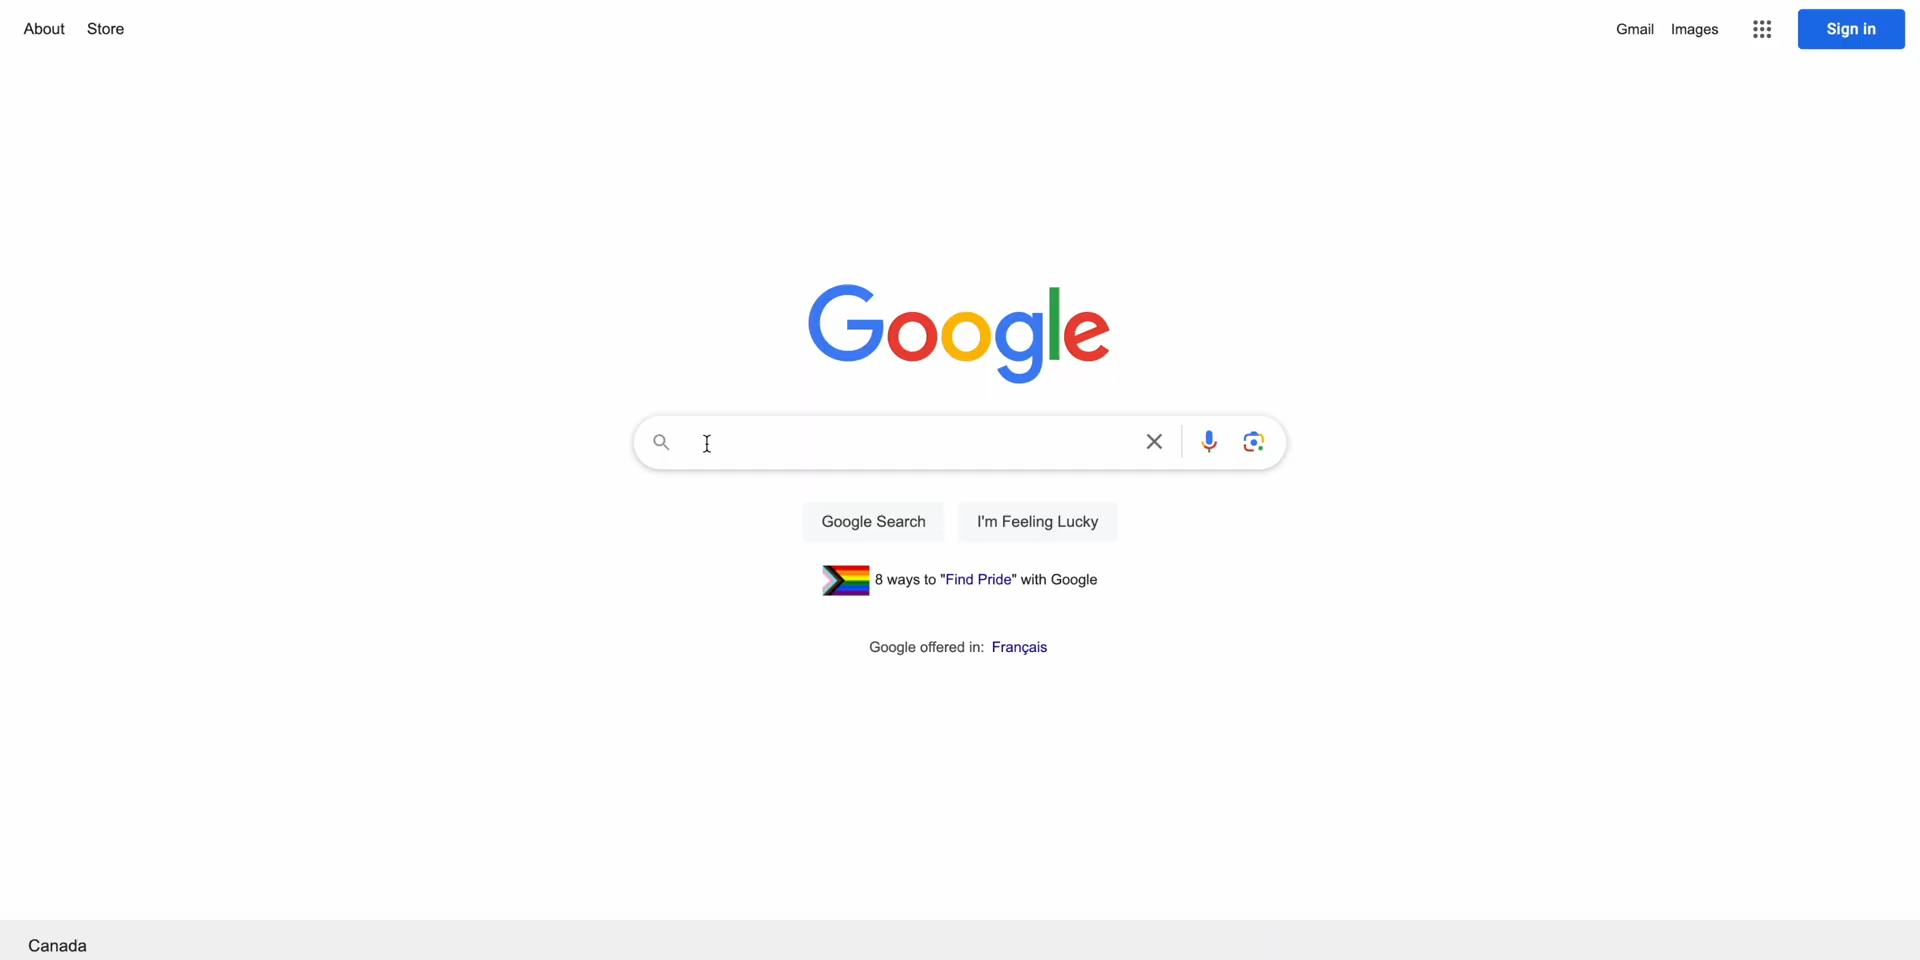 About Store
Gmail Images Sign in
Google
Google Search I'm Feeling Lucky
8 ways to "Find Pride" with Google
Google offered in: Français
Canada